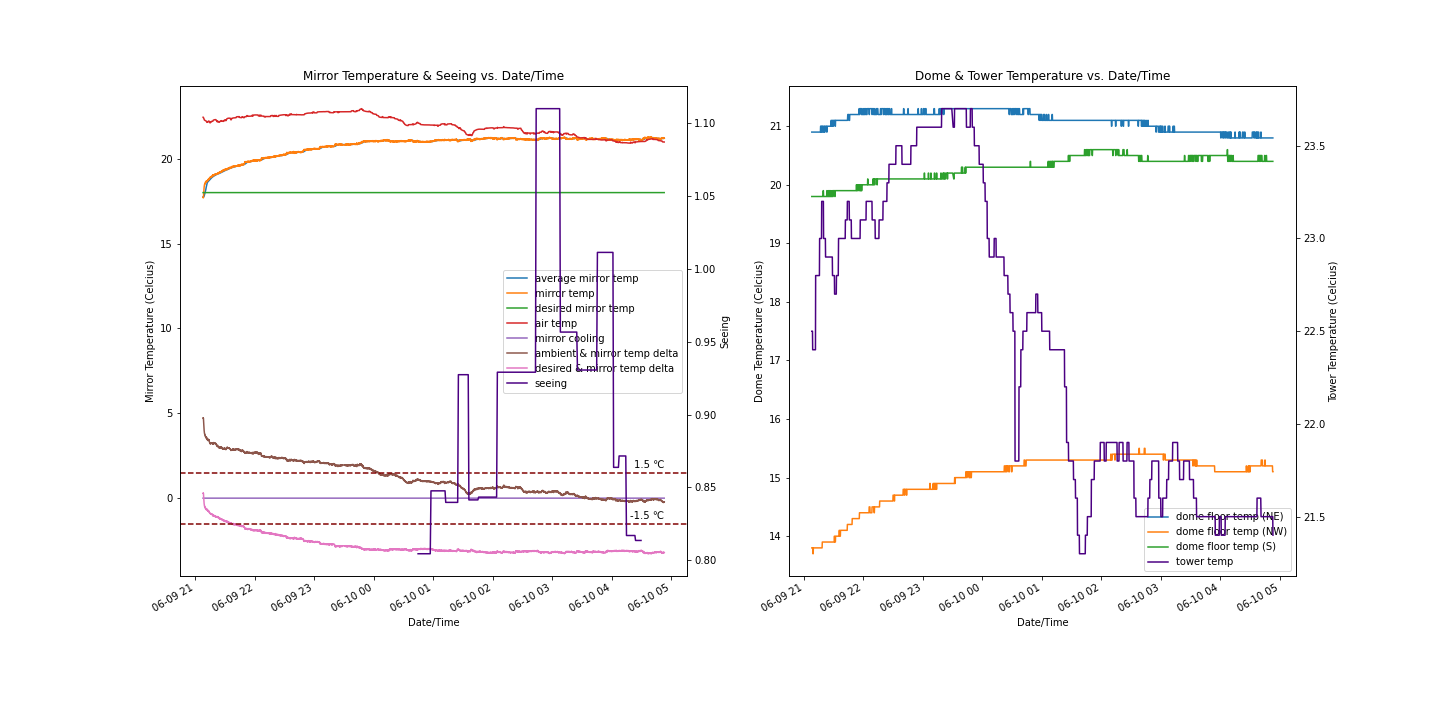 Mirror Temperature & Seeing vs. Date/Time
Mirror Temperature (Celcius)
20
15
10
5
0
1.10
1.05
1.00
0.95
0.90
0.85
0.80
Seeing
average mirror temp
mirror temp
desired mirror temp
air temp
mirror cooling
ambient & mirror temp delta
desired & mirror temp delta
seeing
1.5 °C
-1.5 °C
06-09 21
06-09 22
06-09 23
06-10 00
06-10 01
06-10 02
06-10 03
06-10 04
06-10 05
Date/Time
Dome & Tower Temperature vs. Date/Time
Dome Temperature (Celcius)
21
20
19
18
17
16
15
14
23.5
23.0
22.5
22.0
21.5
Tower Temperature (Celcius)
dome floor temp (NE)
dome floor temp (NW)
dome floor temp (S)
tower temp
06-09 21
06-09 22
06-09 23
06-10 00
06-10 01
06-10 02
06-10 03
06-10 04
06-10 05
Date/Time